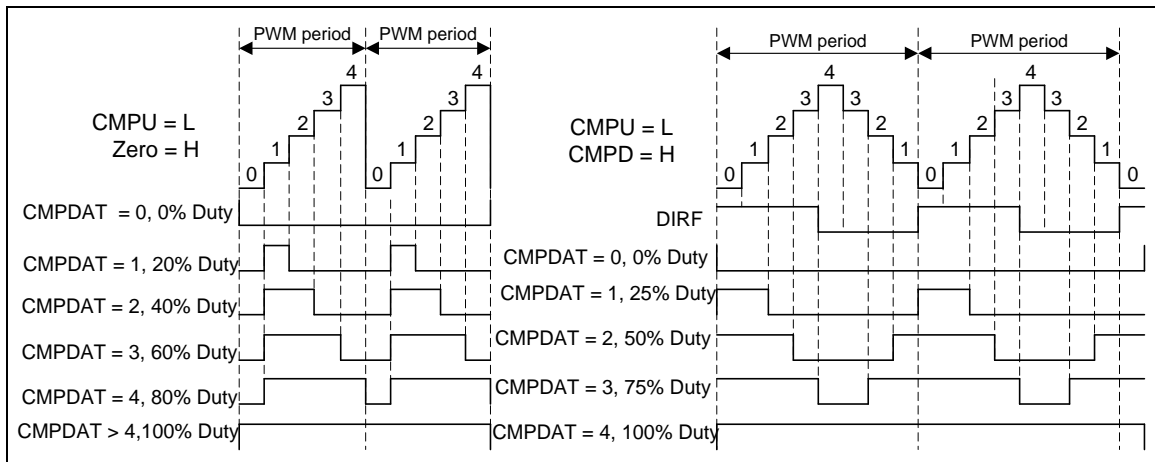 PWM period PWM period
0 1 2 3 4 0 1 2 3 4
CMPU = L
Zero = H
CMPDAT = 0, 0% Duty
CMPDAT = 1, 20% Duty
CMPDAT = 2, 40% Duty
CMPDAT = 3, 60% Duty
CMPDAT = 4, 80% Duty
CMPDAT > 4,100% Duty
PWM period PWM period
0 1 2 3 4 3 2 1 0 1 2 3 4 3 2 1 0
CMPU = L
CMPD = H
DIRF
CMPDAT = 0, 0% Duty
CMPDAT = 1, 25% Duty
CMPDAT = 2, 50% Duty
CMPDAT = 3, 75% Duty
CMPDAT = 4, 100% Duty